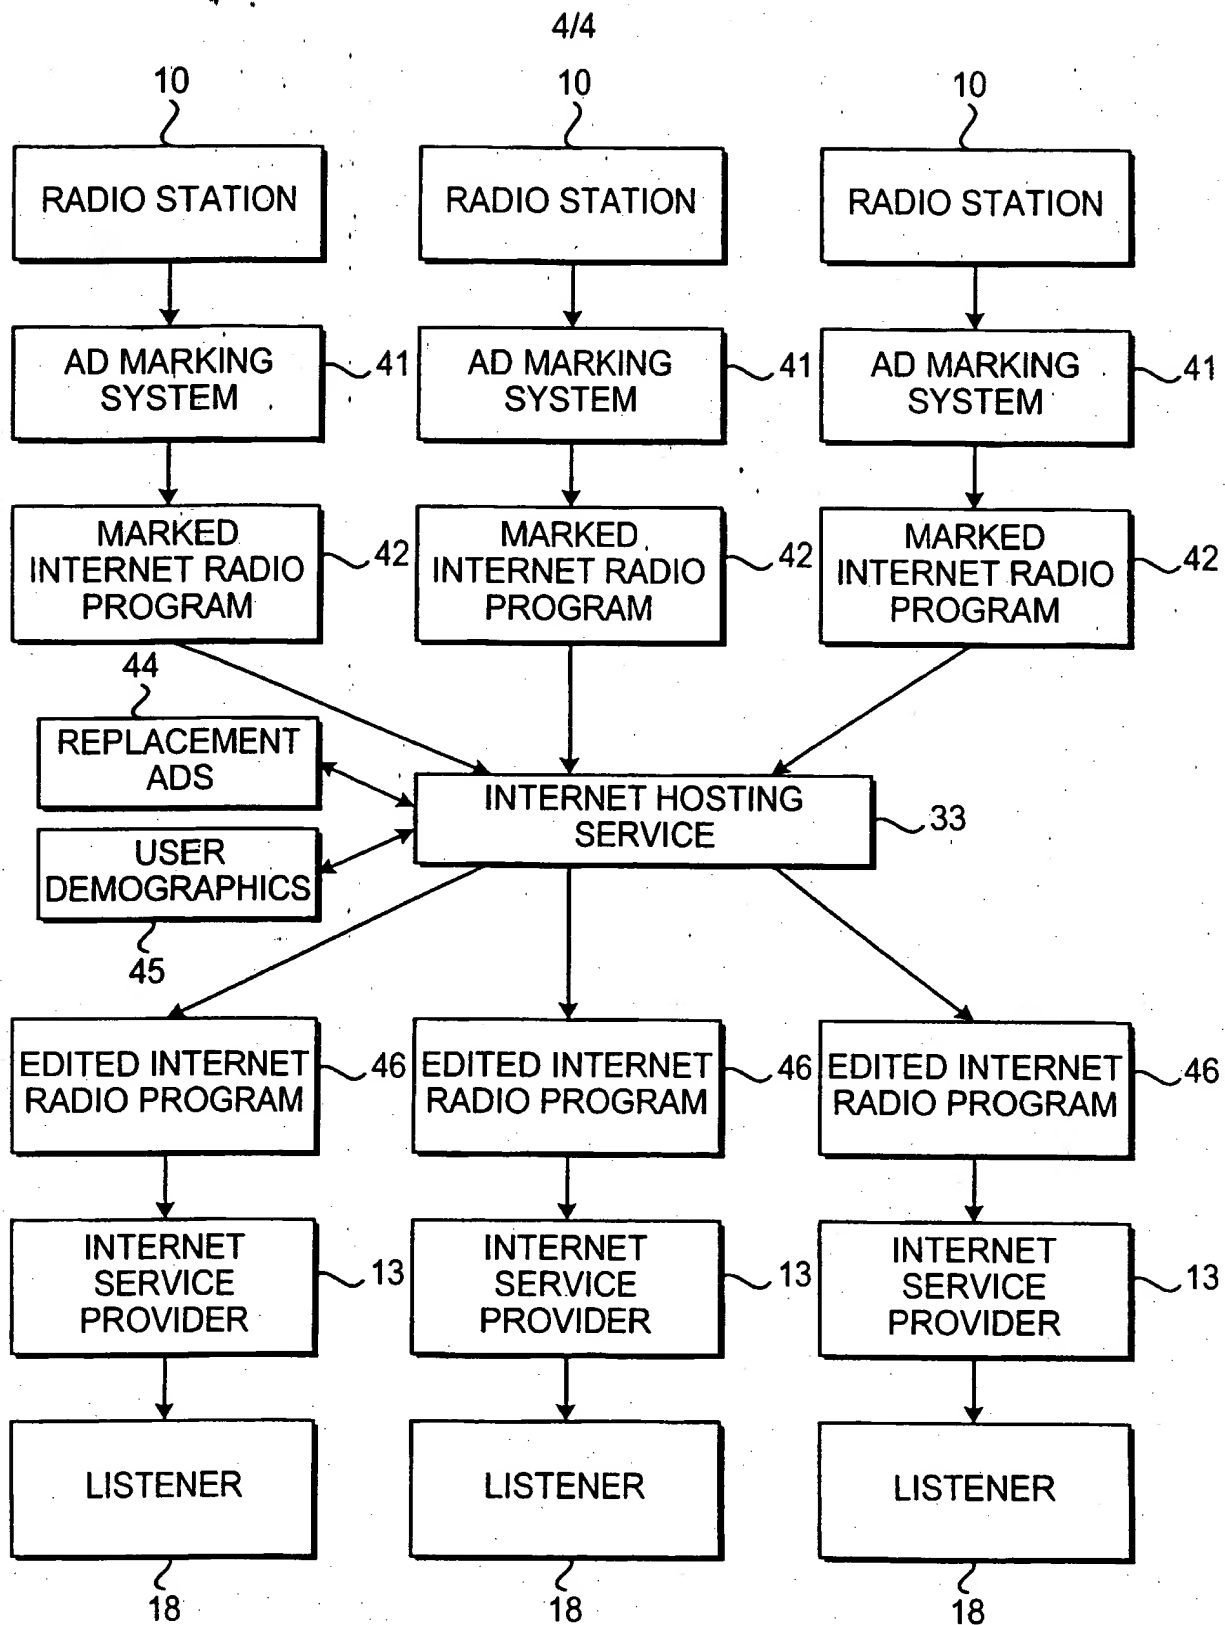 4/4
10 10 10
RADIO STATION RADIO STATION RADIO STATION
AD MARKING SYSTEM 41 AD MARKING SYSTEM 41 AD MARKING SYSTEM 41
MARKED INTERNET RADIO PROGRAM 42 MARKED INTERNET RADIO PROGRAM 42 MARKED INTERNET RADIO PROGRAM 42
44
REPLACEMENT
ADS
INTERNET HOSTING
SERVICE
33
USER
DEMOGRAPHICS
45
EDITED INTERNET RADIO PROGRAM 46 EDITED INTERNET RADIO PROGRAM 46 EDITED INTERNET RADIO PROGRAM 46
INTERNET SERVICE PROVIDER 13 INTERNET SERVICE PROVIDER 13 INTERNET SERVICE PROVIDER 13
LISTENER LISTENER LISTENER
18 18 18